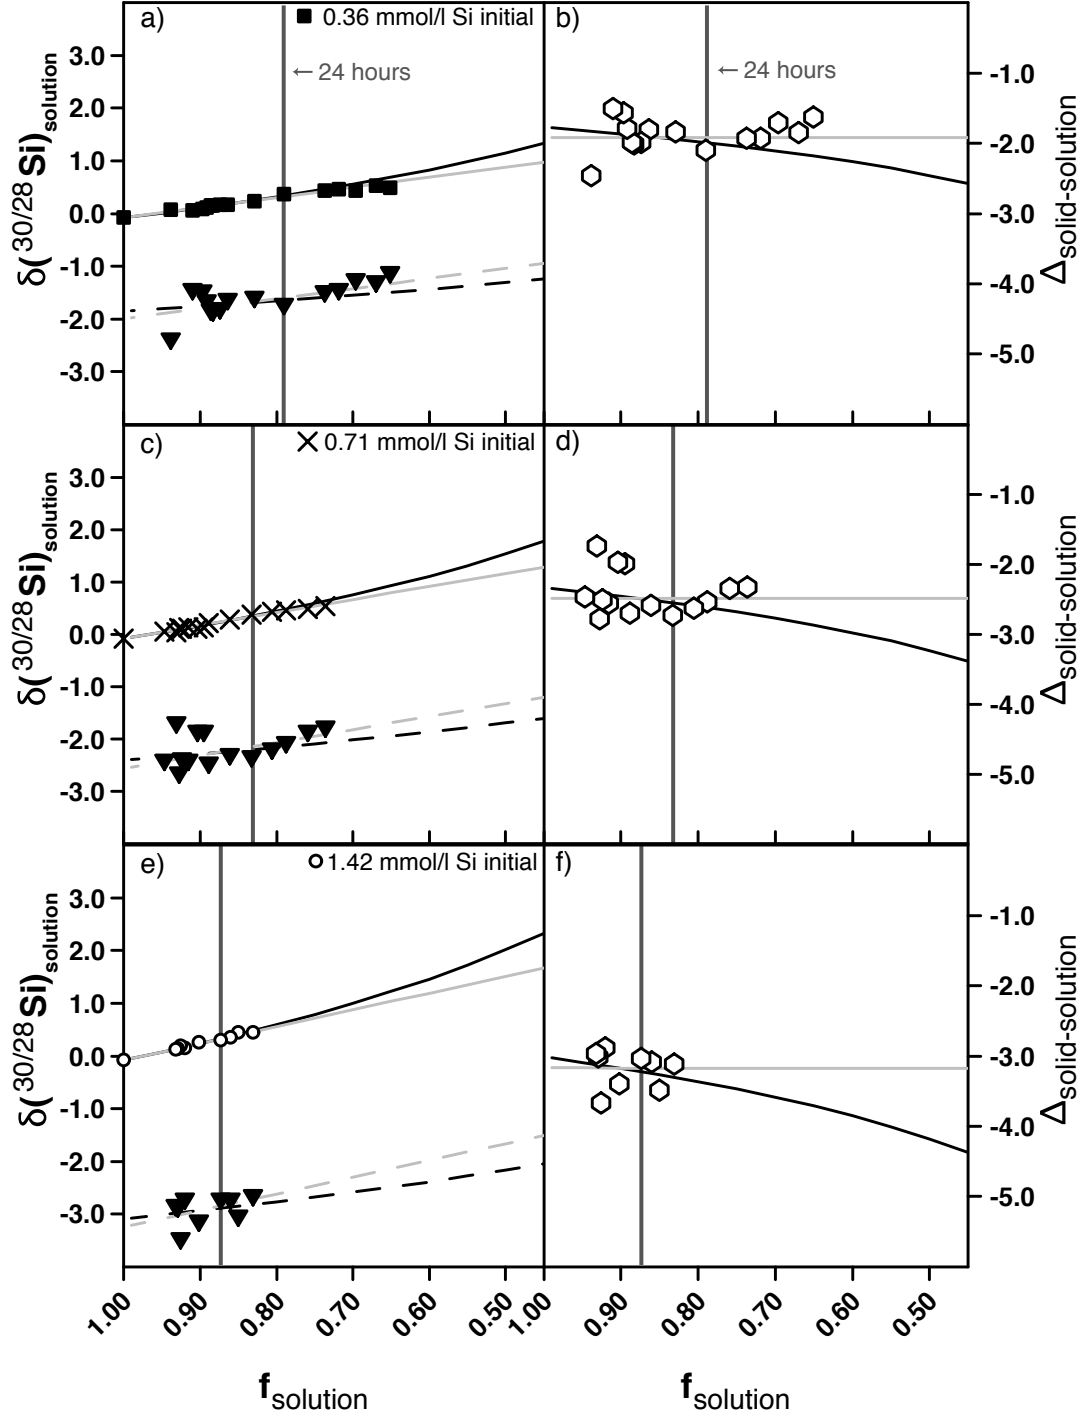 a) ■ 0.36 mmol/l Si initial
← 24 hours
3.0
2.0
1.0
0.0
-1.0
-2.0
-3.0
δ(30/28Si)solution
b)
← 24 hours
-1.0
-2.0
-3.0
-4.0
-5.0
Δsolid-solution
c) × 0.71 mmol/l Si initial
3.0
2.0
1.0
0.0
-1.0
-2.0
-3.0
δ(30/28Si)solution
d)
-1.0
-2.0
-3.0
-4.0
-5.0
Δsolid-solution
e) ○ 1.42 mmol/l Si initial
3.0
2.0
1.0
0.0
-1.0
-2.0
-3.0
δ(30/28Si)solution
f)
-1.0
-2.0
-3.0
-4.0
-5.0
Δsolid-solution
1.00 0.90 0.80 0.70 0.60 0.50 1.00 0.90 0.80 0.70 0.60 0.50
fsolution fsolution